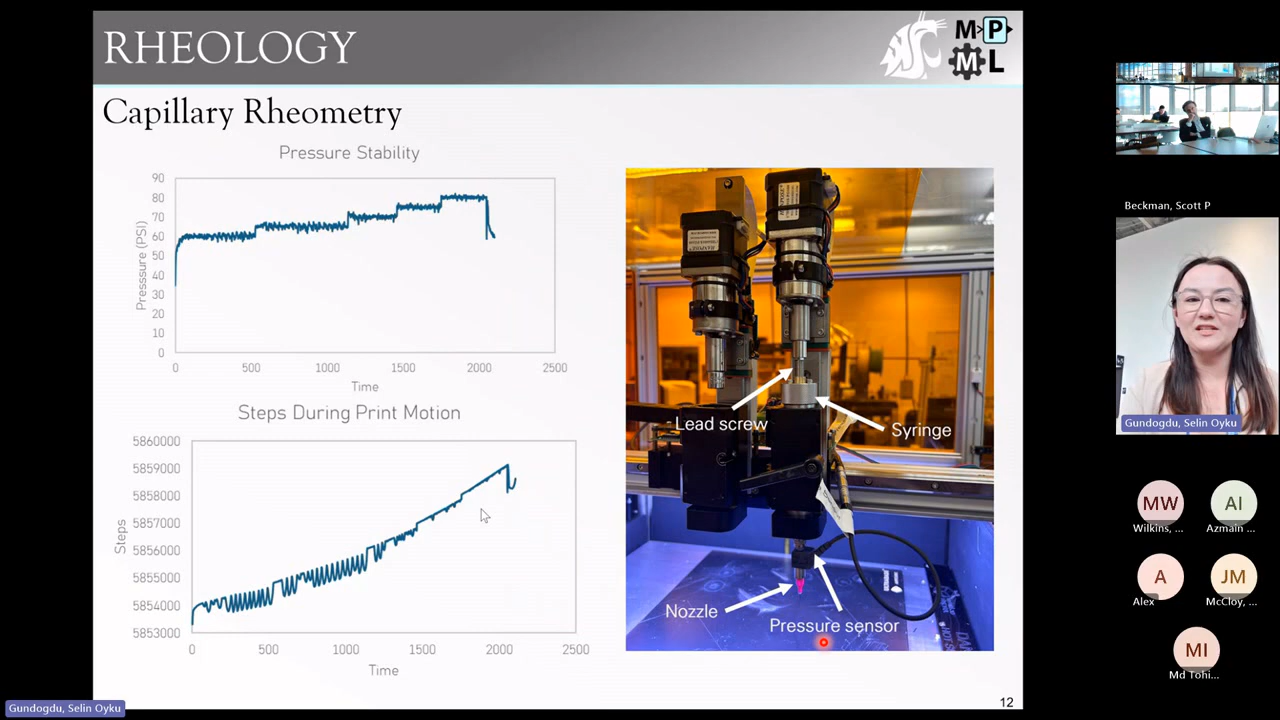 RHEOLOGY
M P
M L
Capillary Rheometry
Pressure Stability
90
80
70
60
50
40
30
20
10
0
Presssure (PSI)
0 500 1000 1500 2000 2500
Time
Steps During Print Motion
5860000
5859000
5858000
5857000
5856000
5855000
5854000
5853000
Steps
0 500 1000 1500 2000 2500
Time
Lead screw
Syringe
Nozzle
Pressure sensor
12
Gundogdu, Selin Oyku
Beckman, Scott P
Gundogdu, Selin Oyku
MW
Wilkins, ...
AI
Azmain ...
A
Alex
JM
McCloy, ...
MI
Md Tohi...